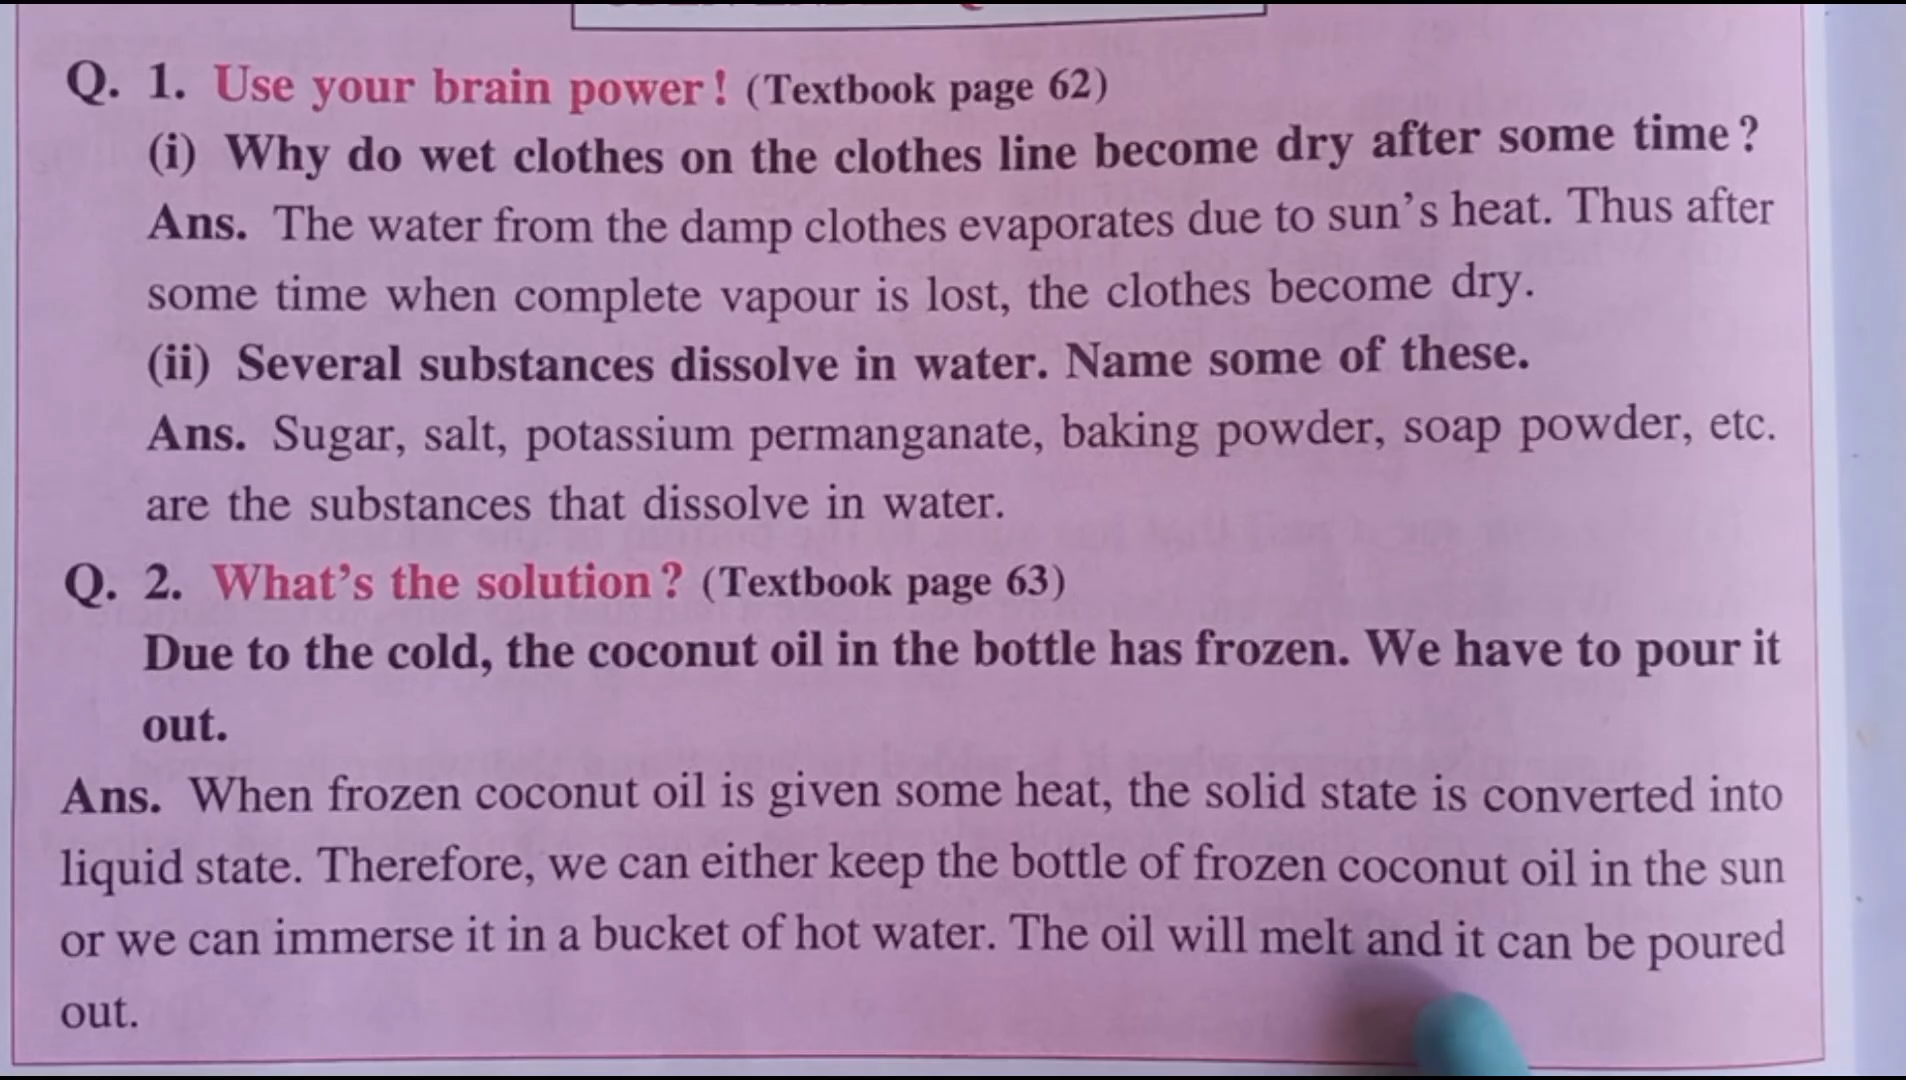 Q. 1. Use your brain power! (Textbook page 62)
(i) Why do wet clothes on the clothes line become dry after some time?
Ans. The water from the damp clothes evaporates due to sun's heat. Thus after
some time when complete vapour is lost, the clothes become dry.
(ii) Several substances dissolve in water. Name some of these.
Ans. Sugar, salt, potassium permanganate, baking powder, soap powder, etc.
are the substances that dissolve in water.
Q. 2. What's the solution? (Textbook page 63)
Due to the cold, the coconut oil in the bottle has frozen. We have to pour it
out.
Ans. When frozen coconut oil is given some heat, the solid state is converted into
liquid state. Therefore, we can either keep the bottle of frozen coconut oil in the sun
or we can immerse it in a bucket of hot water. The oil will melt and it can be poured
out.